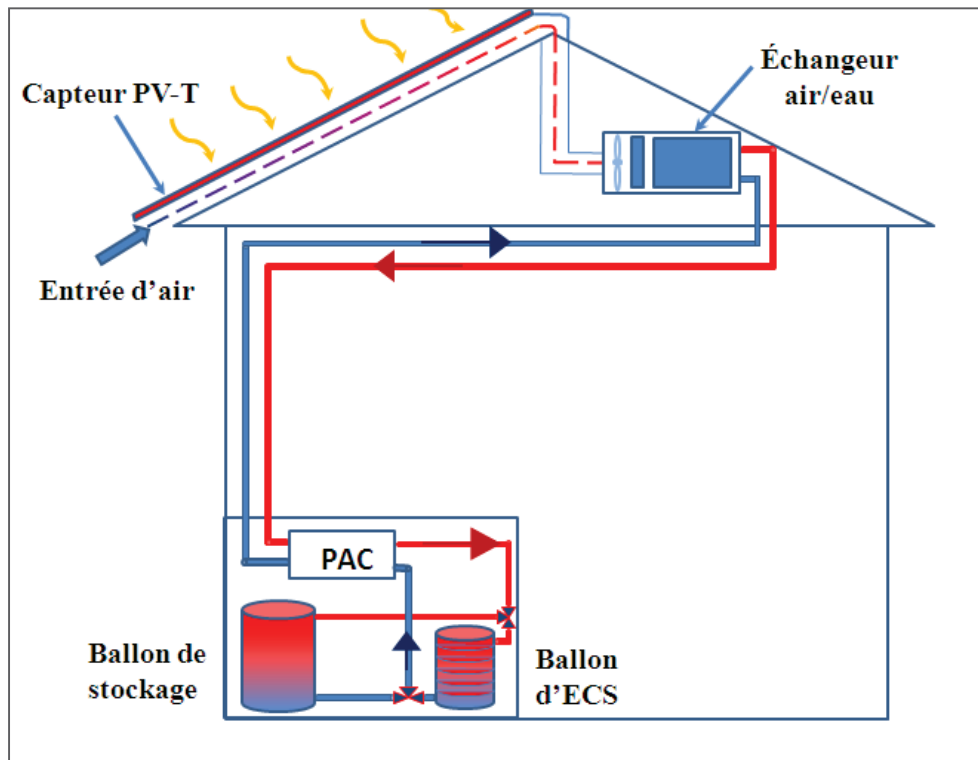 Échangeur
air/eau
Capteur PV-T
Entrée d’air
PAC
Ballon de
stockage
Ballon
d’ECS